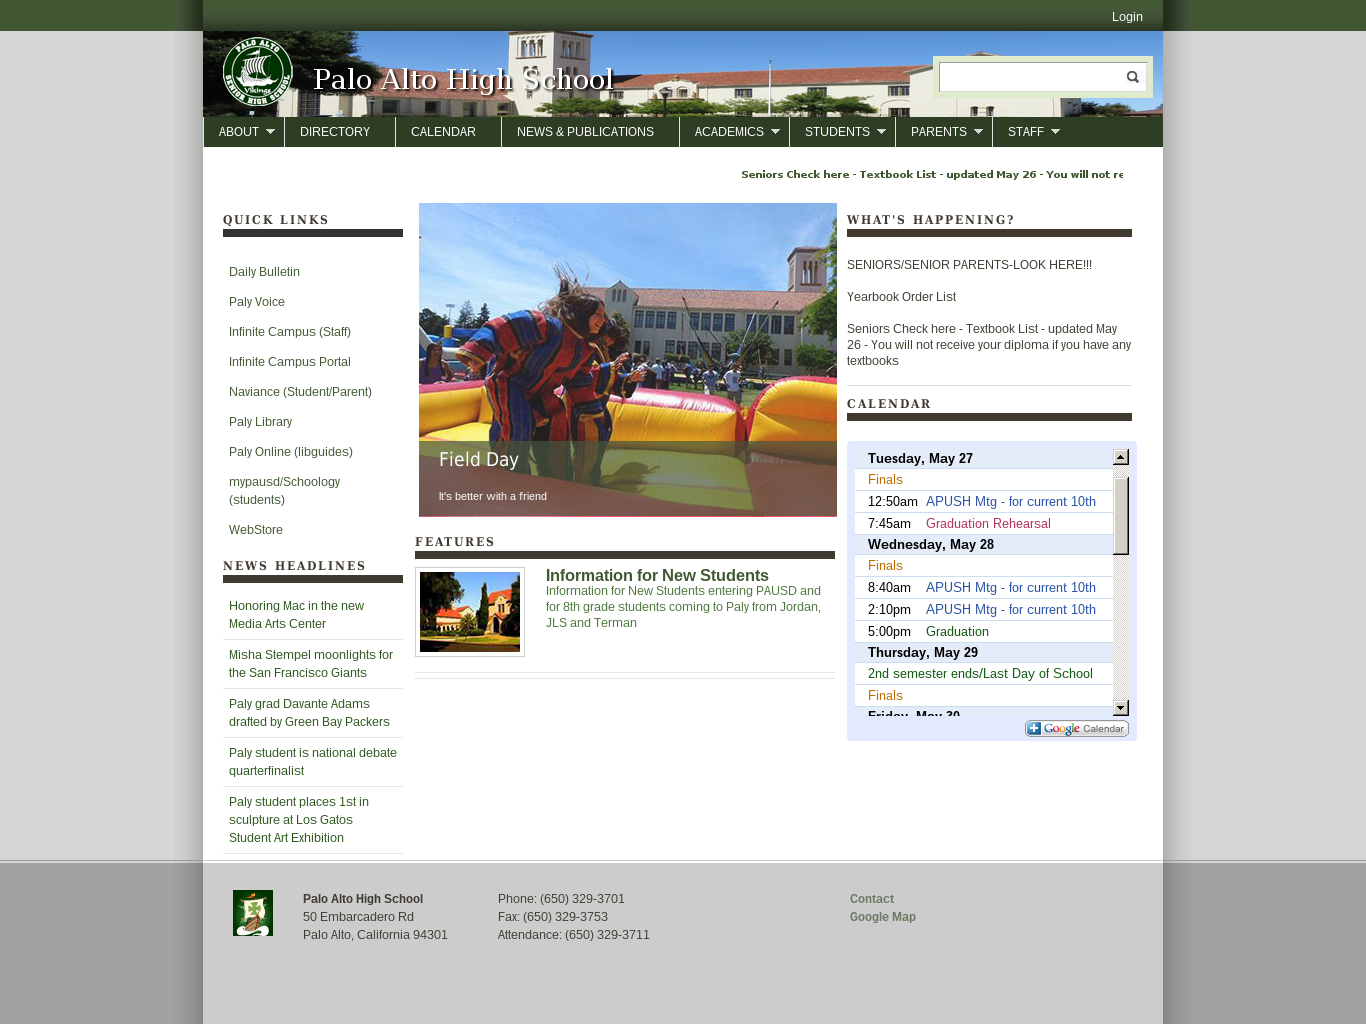 Login
PALO ALTO
Vikings
SENIOR HIGH SCHOOL
Palo Alto High School
ABOUT
DIRECTORY
CALENDAR
NEWS & PUBLICATIONS
ACADEMICS
STUDENTS
PARENTS
STAFF
Seniors Check here - Textbook List - updated May 26 - You will not re
QUICK LINKS
Daily Bulletin
Paly Voice
Infinite Campus (Staff)
Infinite Campus Portal
Naviance (Student/Parent)
Paly Library
Paly Online (libguides)
mypausd/Schoology
(students)
WebStore
NEWS HEADLINES
Honoring Mac in the new
Media Arts Center
Misha Stempel moonlights for
the San Francisco Giants
Paly grad Davante Adams
drafted by Green Bay Packers
Paly student is national debate
quarterfinalist
Paly student places 1st in
sculpture at Los Gatos
Student Art Exhibition
Field Day
It's better with a friend
FEATURES
Information for New Students
Information for New Students entering PAUSD and
for 8th grade students coming to Paly from Jordan,
JLS and Terman
WHAT'S HAPPENING?
SENIORS/SENIOR PARENTS-LOOK HERE!!!
Yearbook Order List
Seniors Check here - Textbook List - updated May
26 - You will not receive your diploma if you have any
textbooks
CALENDAR
Tuesday, May 27
Finals
12:50am APUSH Mtg - for current 10th
7:45am Graduation Rehearsal
Wednesday, May 28
Finals
8:40am APUSH Mtg - for current 10th
2:10pm APUSH Mtg - for current 10th
5:00pm Graduation
Thursday, May 29
2nd semester ends/Last Day of School
Finals
Friday, May 30
Google Calendar
Palo Alto High School
50 Embarcadero Rd
Palo Alto, California 94301
Phone: (650) 329-3701
Fax: (650) 329-3753
Attendance: (650) 329-3711
Contact
Google Map